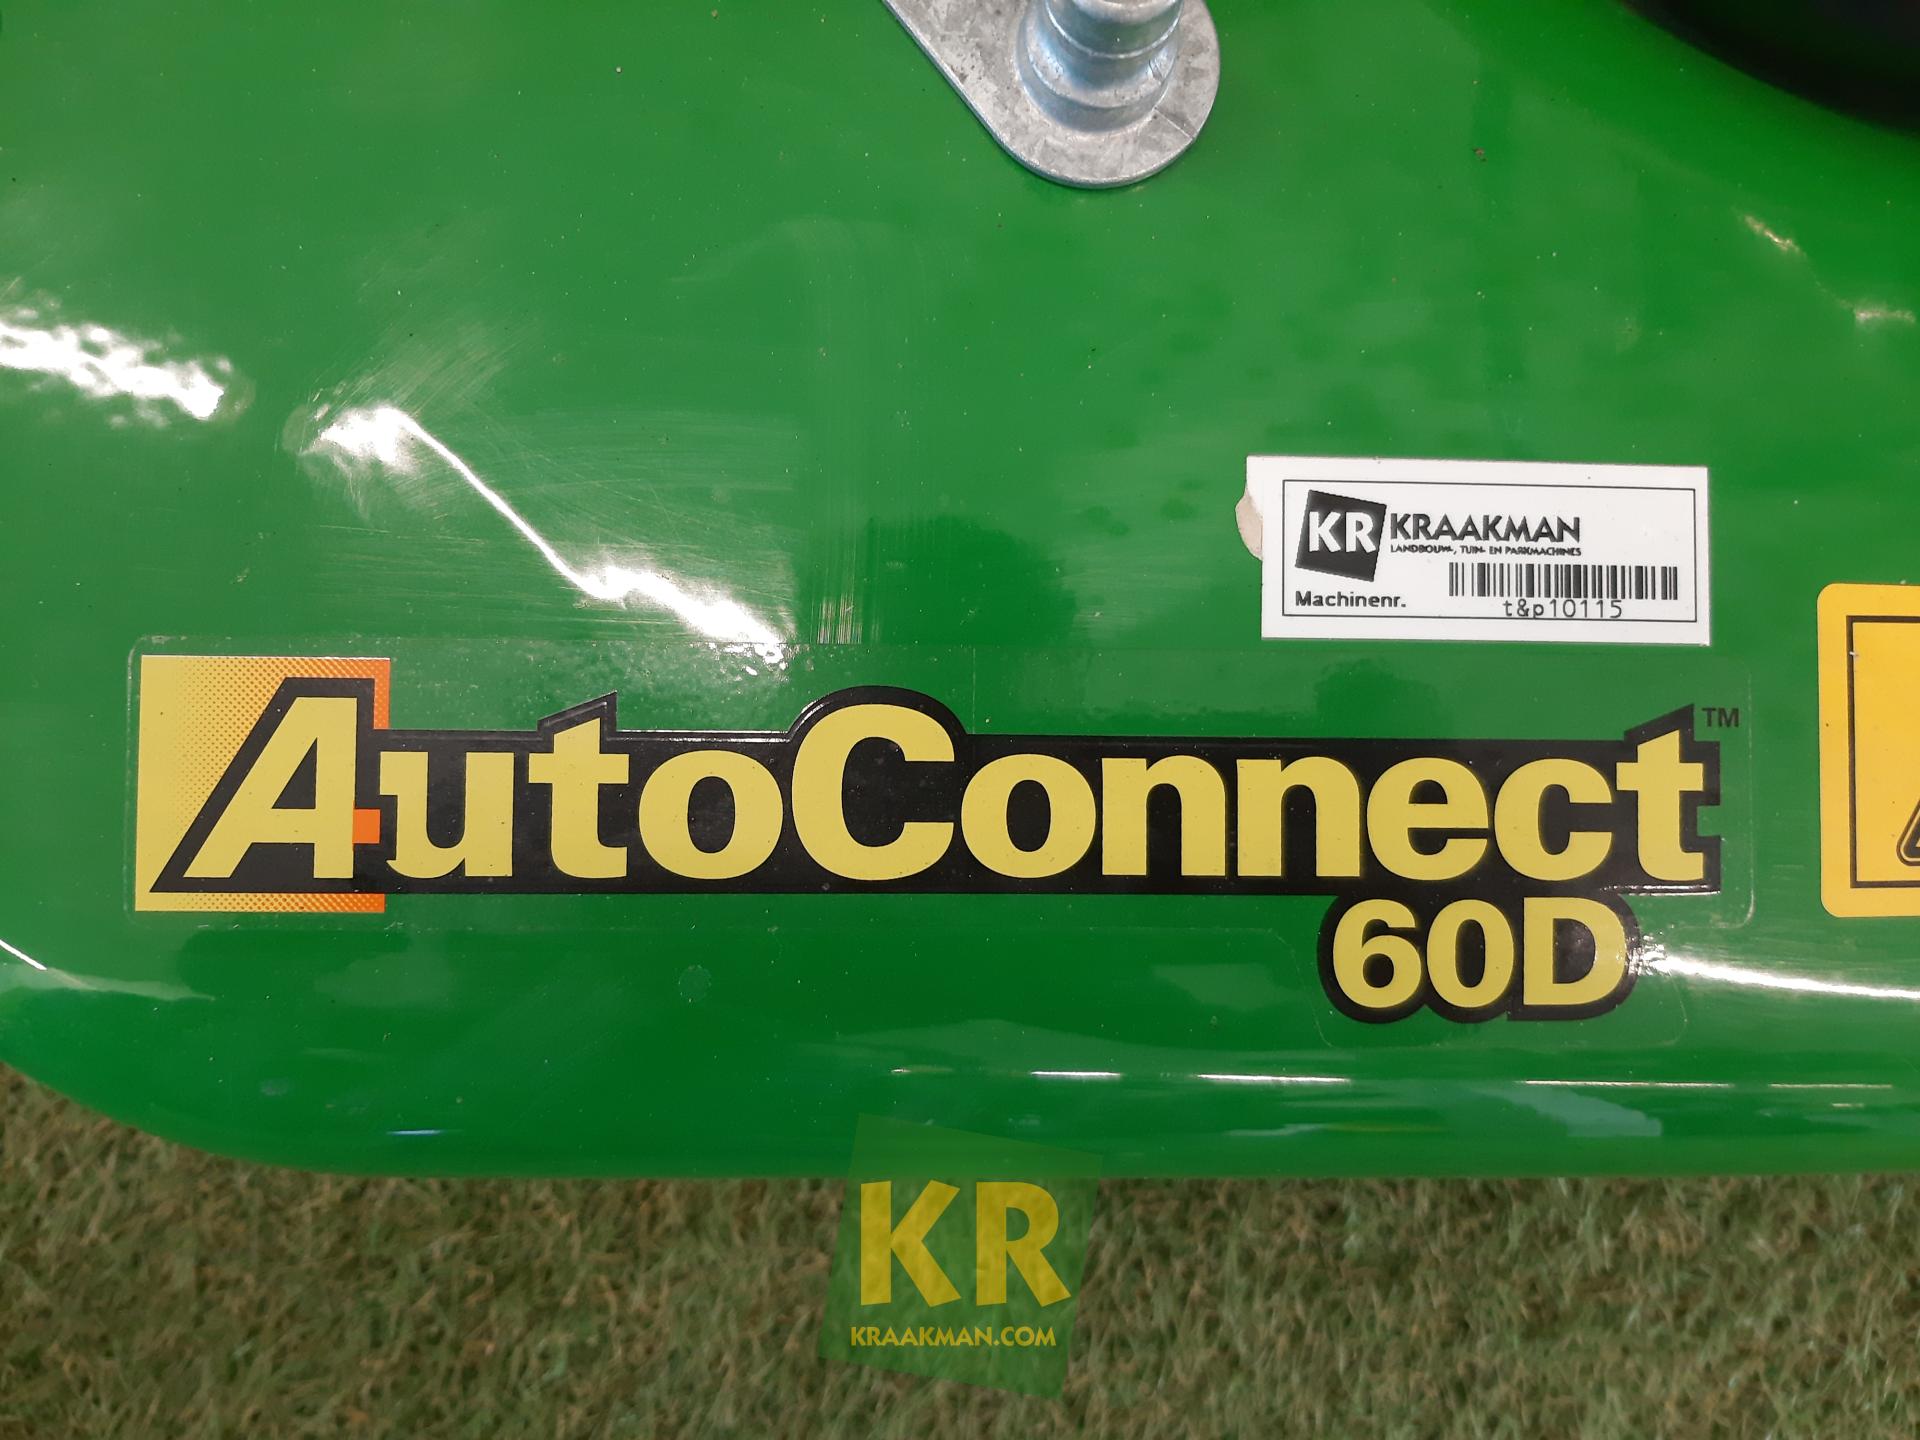 KR KRAAKMAN
LANDBOUW-, TUIN- EN PARKMACHINES
Machinenr.
t&p10115
AutoConnect™
60D
KR
KRAAKMAN.COM